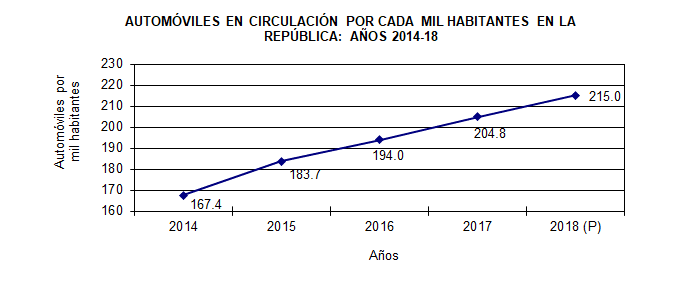 AUTOMÓVILES EN CIRCULACIÓN POR CADA MIL HABITANTES EN LA
REPÚBLICA: AÑOS 2014-18
Automóviles por
mil habitantes
230
220
210
200
190
180
170
160
167.4
183.7
194.0
204.8
215.0
2014
2015
2016
2017
2018 (P)
Años